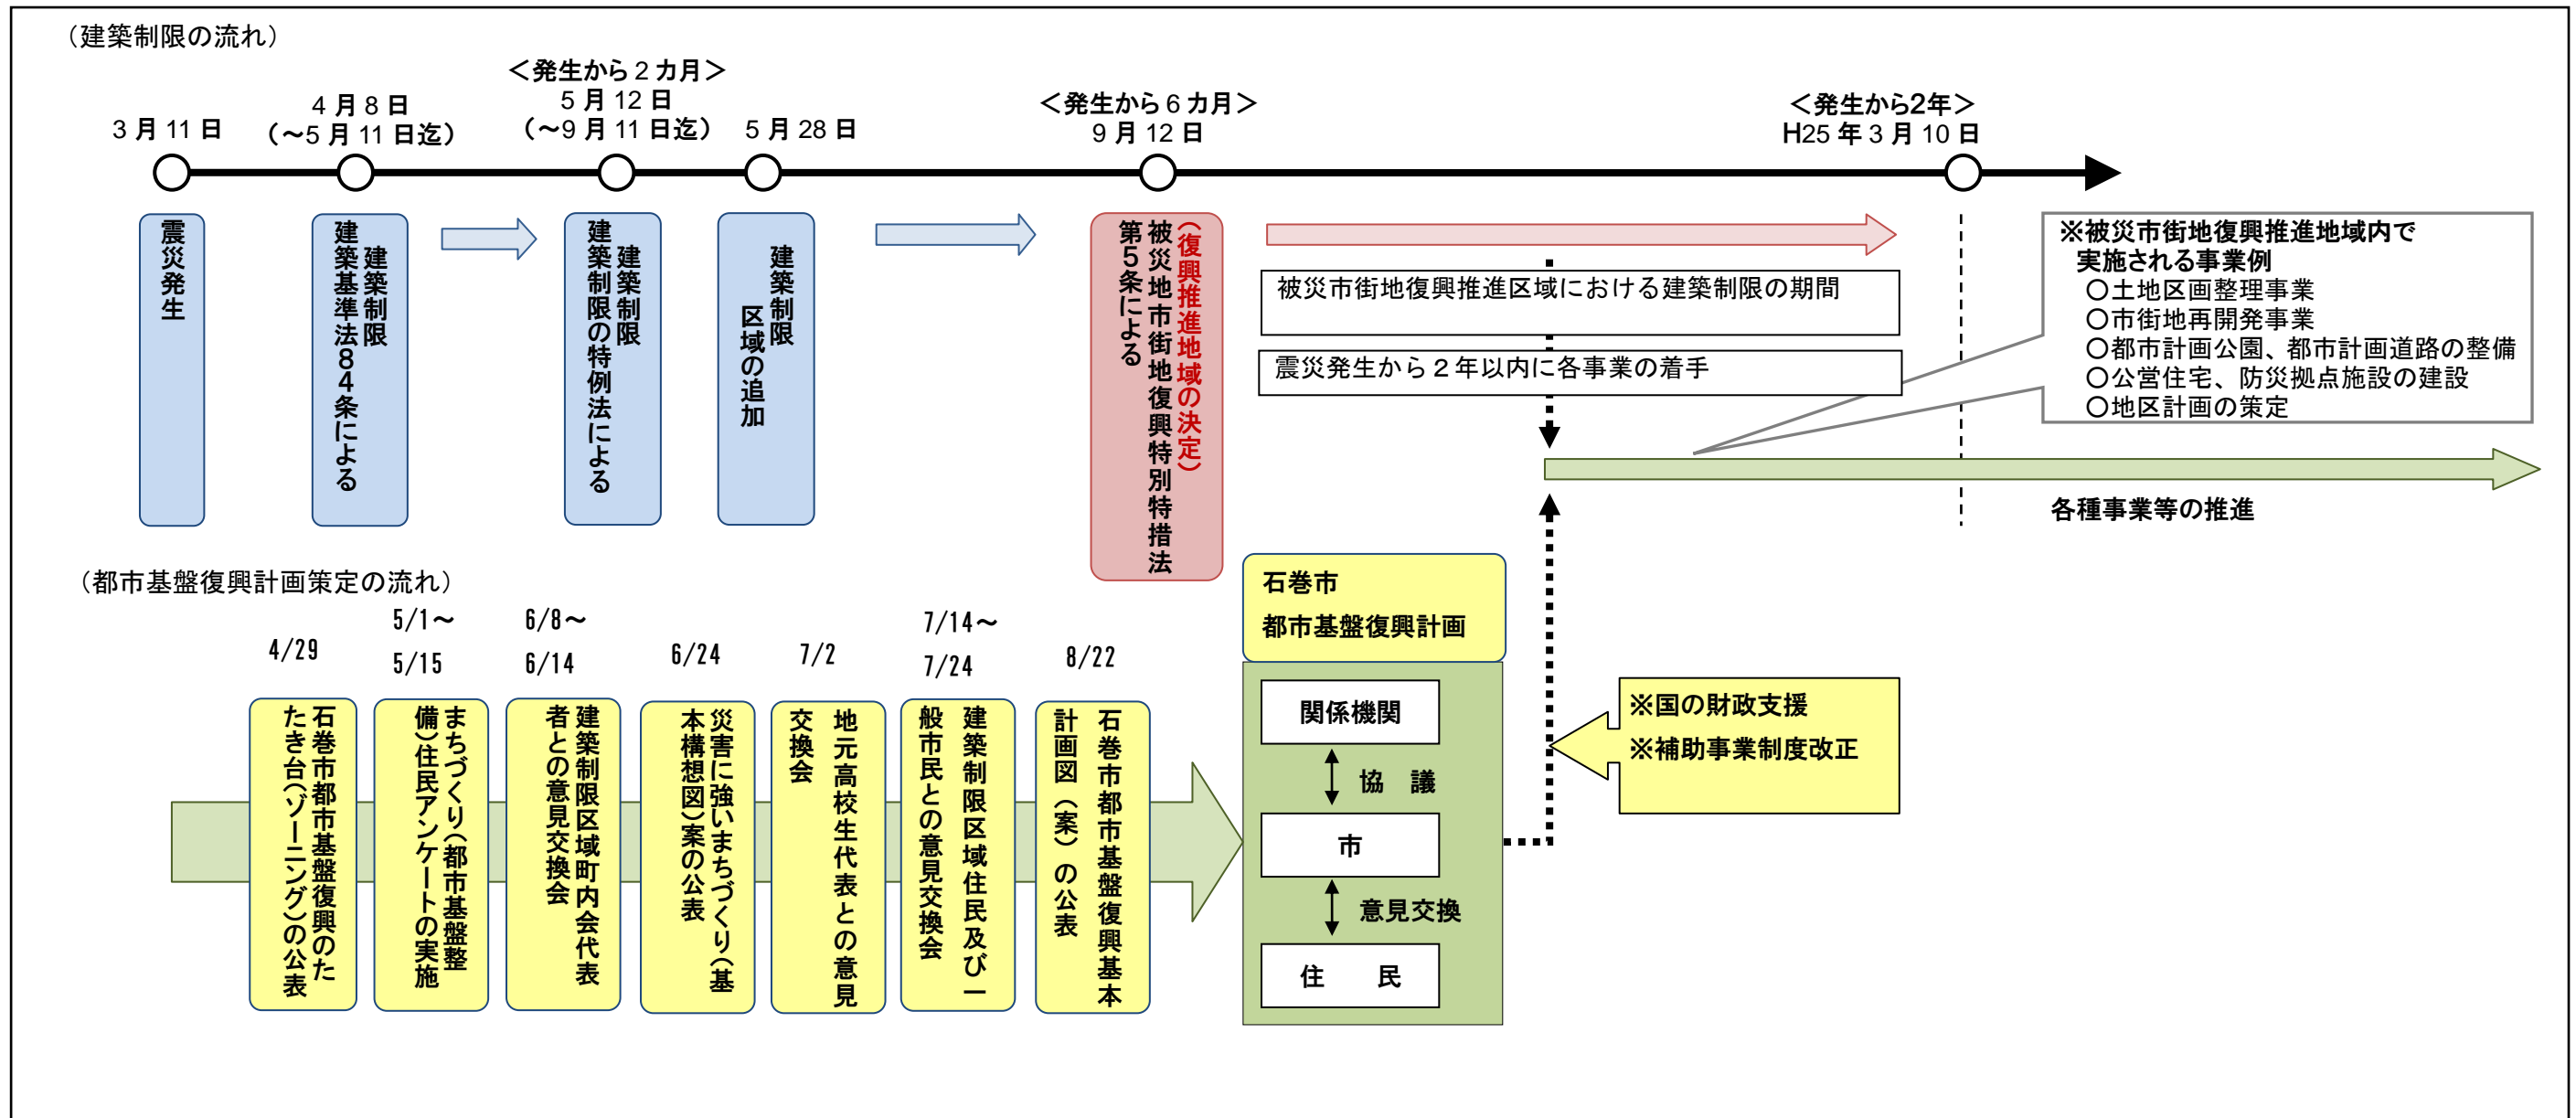 （建築制限の流れ）
3 月 11 日
4 月 8 日
（～5 月 11 日迄）
＜発生から 2 カ月＞
5 月 12 日
（～9 月 11 日迄）
5 月 28 日
＜発生から 6 カ月＞
9 月 12 日
＜発生から2年＞
H25 年 3 月 10 日
震災発生
建築制限
建築基準法８４条による
建築制限
建築制限の特例法による
建築制限
区域の追加
（復興推進地域の決定）
被災地市街地復興特別特措法
第５条による
被災市街地復興推進区域における建築制限の期間
震災発生から２年以内に各事業の着手
※被災市街地復興推進地域内で
実施される事業例
○土地区画整理事業
○市街地再開発事業
○都市計画公園、都市計画道路の整備
○公営住宅、防災拠点施設の建設
○地区計画の策定
各種事業等の推進
（都市基盤復興計画策定の流れ）
4/29
5/1～
5/15
6/8～
6/14
6/24
7/2
7/14～
7/24
8/22
石巻市都市基盤復興のた
たき台（ゾーニング）の公表
まちづくり（都市基盤整
備）住民アンケートの実施
建築制限区域町内会代表
者との意見交換会
災害に強いまちづくり（基
本構想図）案の公表
地元高校生代表との意見
交換会
建築制限区域住民及び一
般市民との意見交換会
石巻市都市基盤復興基本
計画図（案）の公表
石巻市
都市基盤復興計画
関係機関
協　議
市
意見交換
住　　民
※国の財政支援
※補助事業制度改正